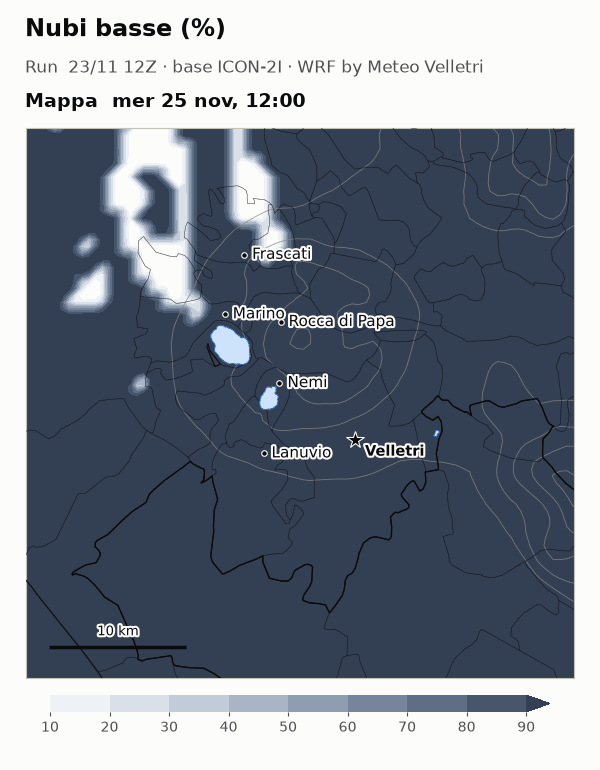 Nubi basse (%)
Run  23/11 12Z · base ICON-2I · WRF by Meteo Velletri
Mappa  mer 25 nov, 12:00
Frascati
Marino
Rocca di Papa
Nemi
Velletri
Lanuvio
10 km
10 20 30 40 50 60 70 80 90